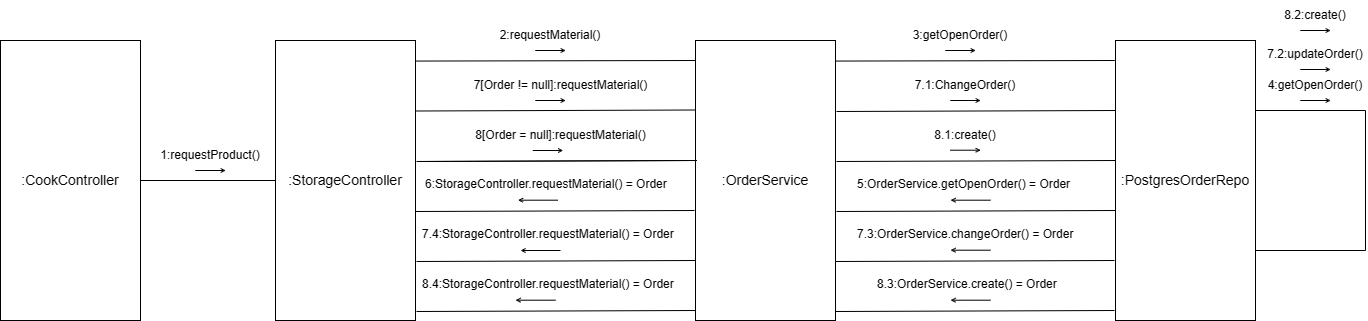 8.2:create()
2:requestMaterial()
3:getOpenOrder()
7.2:updateOrder()
7[Order != null]:requestMaterial()
7.1:ChangeOrder()
4:getOpenOrder()
8[Order = null]:requestMaterial()
8.1:create()
1:requestProduct()
:CookController
:StorageController
:OrderService
:PostgresOrderRepo
6:StorageController.requestMaterial() = Order
5:OrderService.getOpenOrder() = Order
7.4:StorageController.requestMaterial() = Order
7.3:OrderService.changeOrder() = Order
8.4:StorageController.requestMaterial() = Order
8.3:OrderService.create() = Order